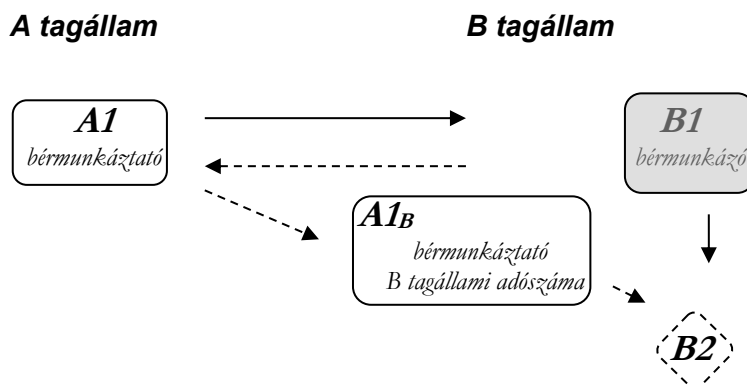 A tagállam
B tagállam
A1
bérmunkáztató
B1
bérmunkázó
A1B
bérmunkáztató
B tagállami adószáma
B2